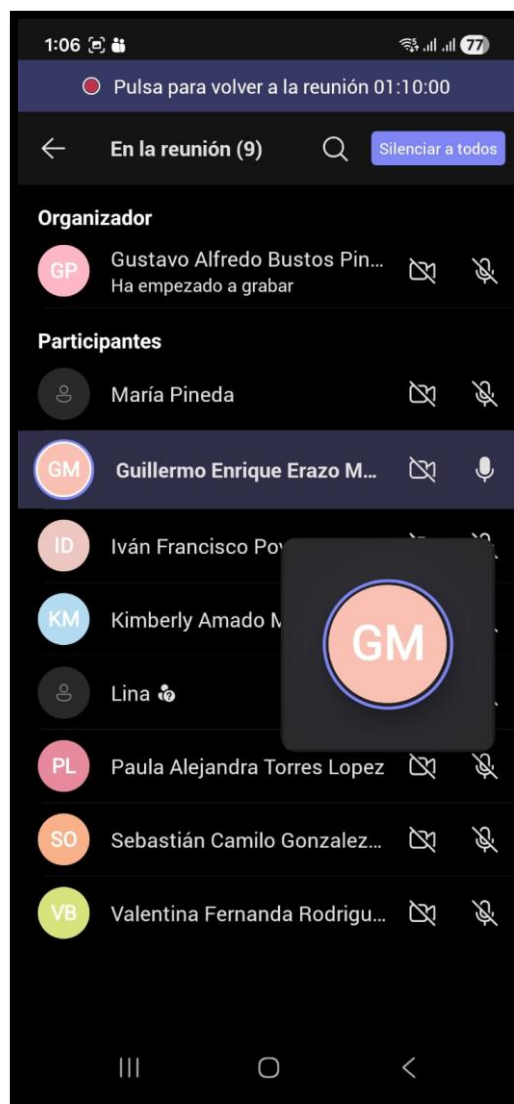 1:06 77
Pulsa para volver a la reunión 01:10:00
En la reunión (9) Silenciar a todos
Organizador
GP Gustavo Alfredo Bustos Pin...
Ha empezado a grabar
Participantes
María Pineda
GM Guillermo Enrique Erazo M...
ID Iván Francisco
KM Kimberly Amado
GM
Lina
PL Paula Alejandra Torres Lopez
SO Sebastián Camilo Gonzalez...
VB Valentina Fernanda Rodrigu...